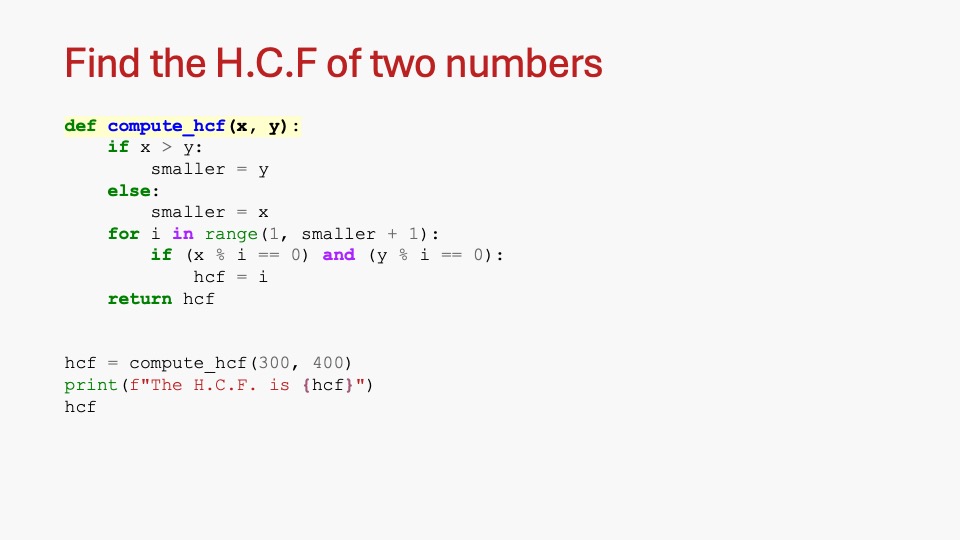 Find the H.C.F of two numbers
def compute_hcf(x, y):
    if x > y:
        smaller = y
    else:
        smaller = x
    for i in range(1, smaller + 1):
        if (x % i == 0) and (y % i == 0):
            hcf = i
    return hcf
hcf = compute_hcf(300, 400)
print(f"The H.C.F. is {hcf}")
hcf